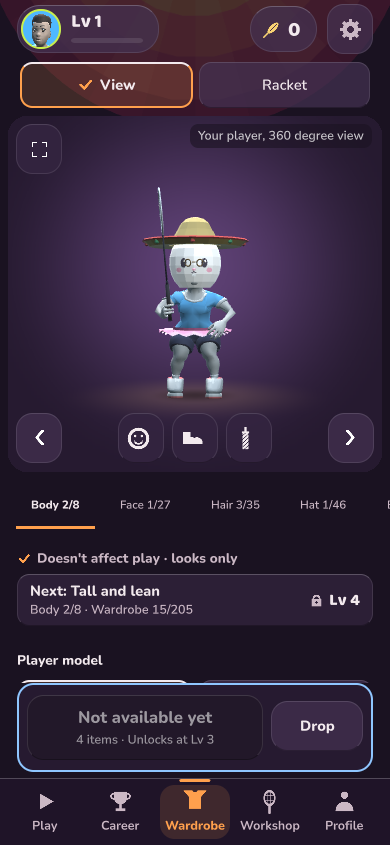 Lv 1
0
View
Racket
Your player, 360 degree view
Body 2/8
Face 1/27
Hair 3/35
Hat 1/46
Doesn't affect play · looks only
Next: Tall and lean
Body 2/8 · Wardrobe 15/205
Lv 4
Player model
Not available yet
4 items · Unlocks at Lv 3
Drop
Play
Career
Wardrobe
Workshop
Profile